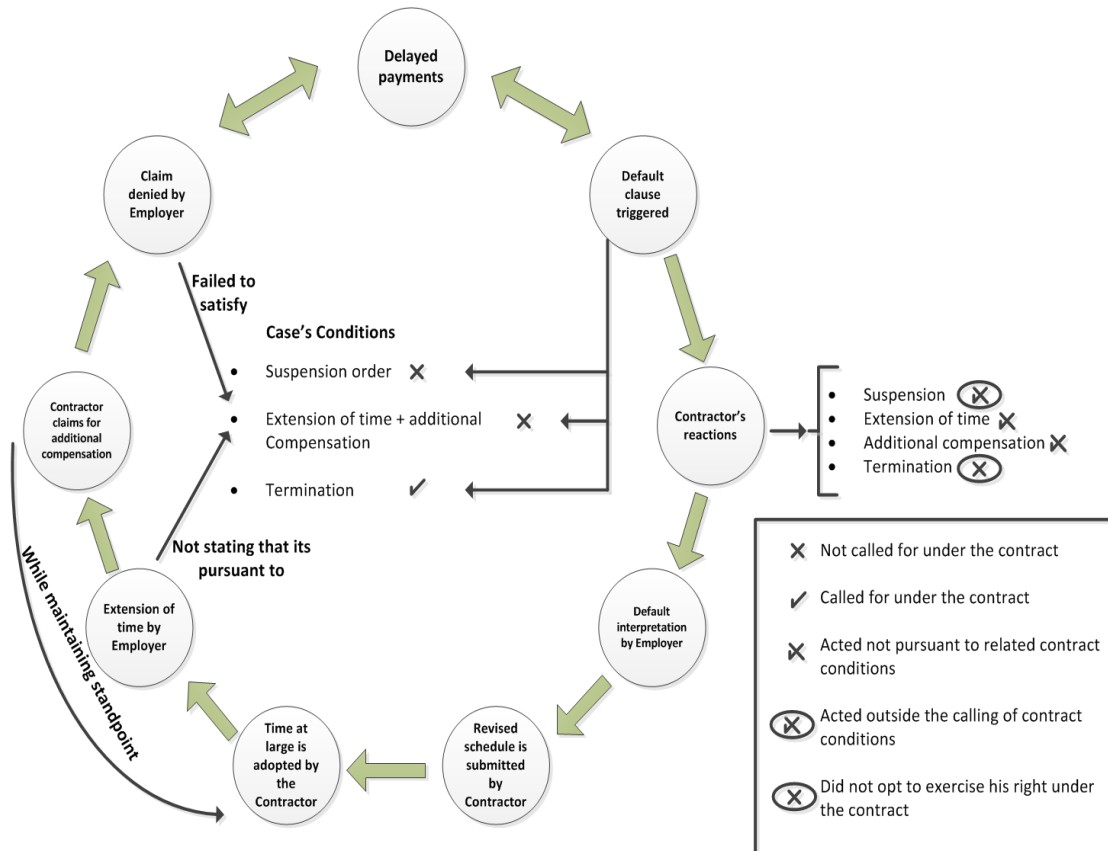 Delayed
payments
Default
clause
triggered
Contractor's
reactions
• Suspension
• Extension of time
• Additional compensation
• Termination
Default
interpretation
by Employer
Revised
schedule is
submitted
by
Contractor
Time at
large is
adopted by
the
Contractor
Extension of
time by
Employer
Contractor
claims for
additional
compensation
Claim
denied by
Employer
Failed to
satisfy
Case's Conditions
• Suspension order ×
• Extension of time + additional ×
Compensation
• Termination ✓
Not stating that its
pursuant to
While maintaining standpoint
× Not called for under the contract
✓ Called for under the contract
Acted not pursuant to related contract
conditions
Acted outside the calling of contract
conditions
Did not opt to exercise his right under
the contract